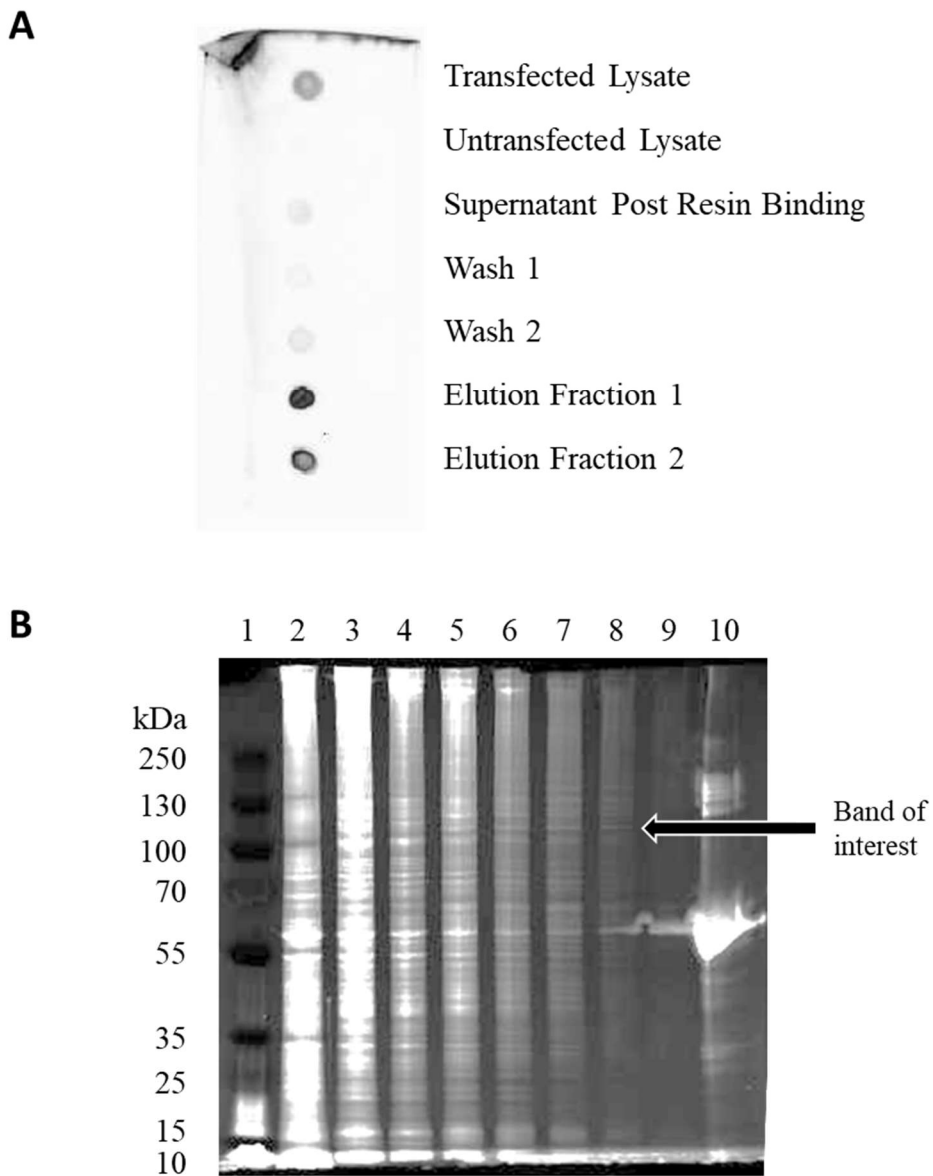 A
Transfected Lysate
Untransfected Lysate
Supernatant Post Resin Binding
Wash 1
Wash 2
Elution Fraction 1
Elution Fraction 2
B
1 2 3 4 5 6 7 8 9 10
kDa
250
130
100
70
55
35
25
15
10
Band of
interest